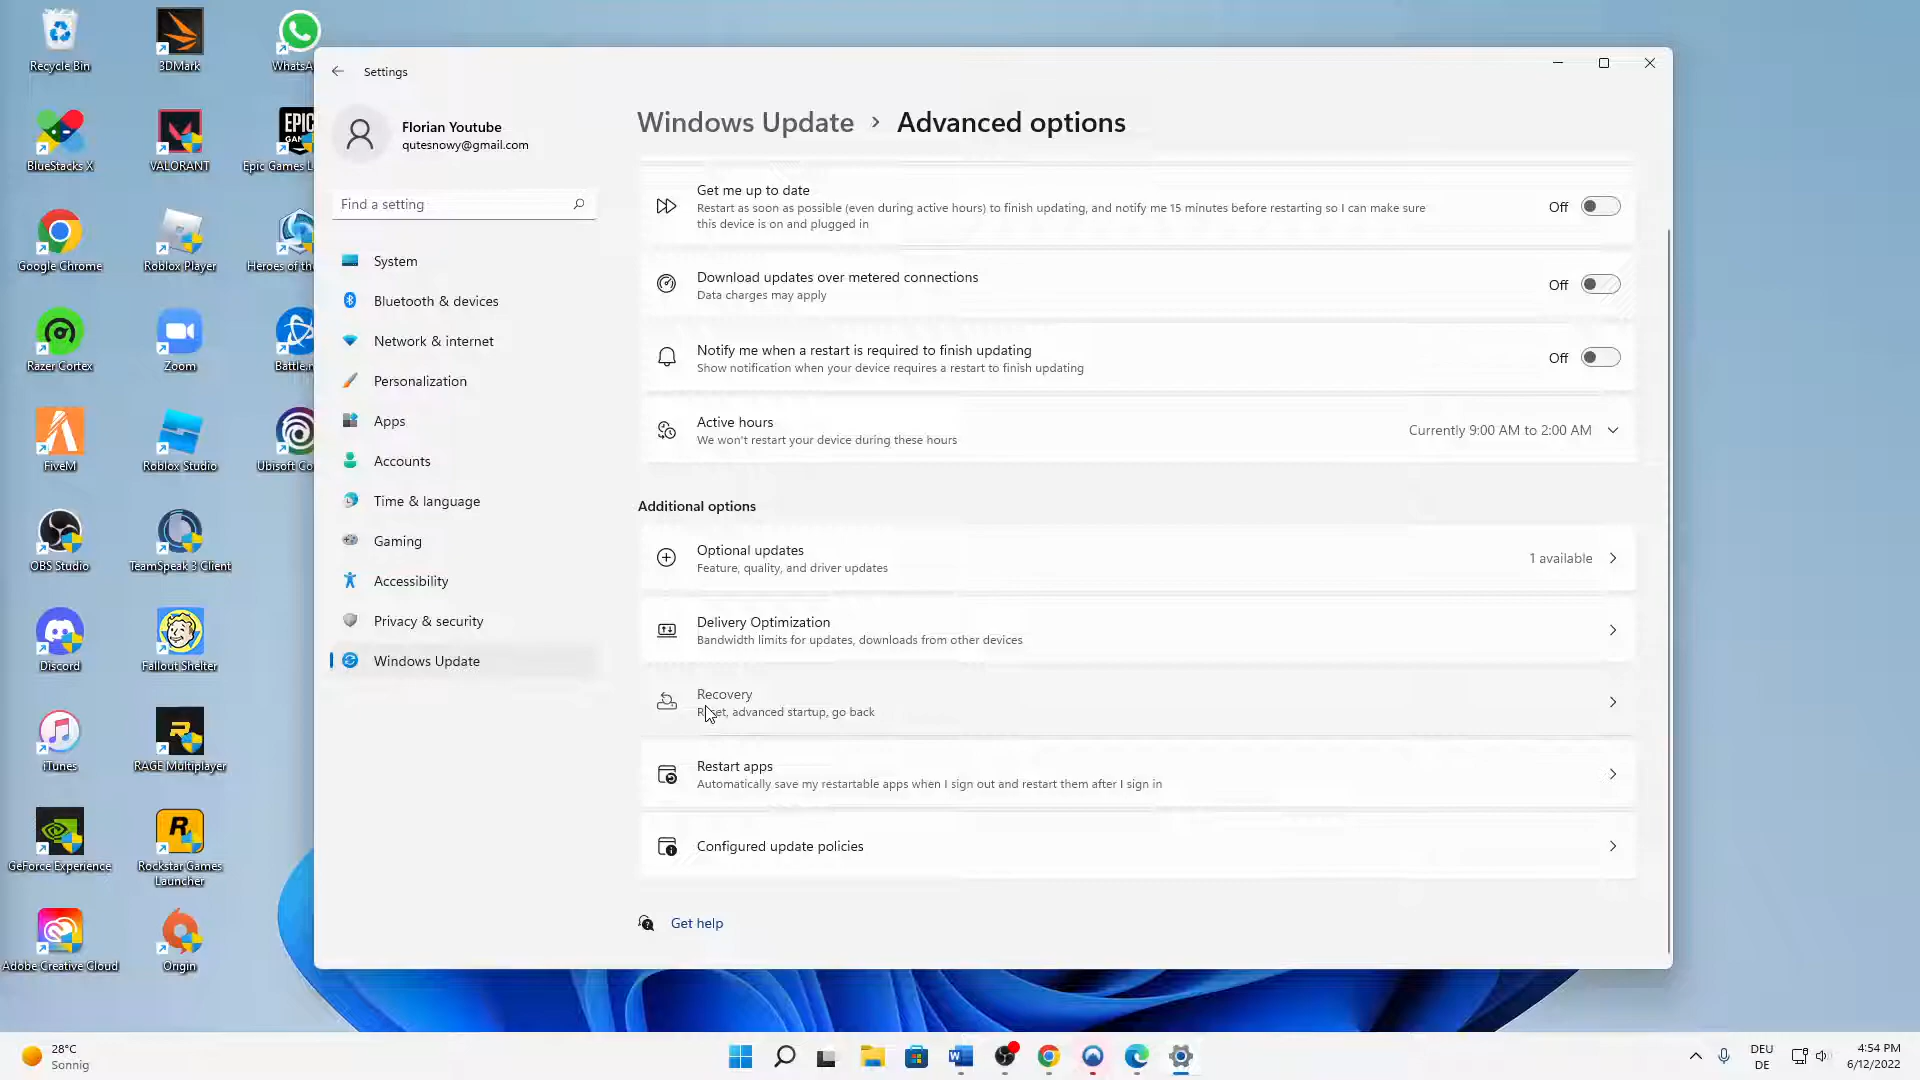 Recycle Bin
3DMark
WhatsA
BlueStacks X
VALORANT
EPIC
GAM
Epic Games L
Google Chrome
Roblox Player
Heroes of th
Razer Cortex
Zoom
Battle.n
FiveM
Roblox Studio
Ubisoft Co
OBS Studio
TeamSpeak 3 Client
Discord
Fallout Shelter
iTunes
RAGE Multiplayer
GeForce Experience
Rockstar Games
Launcher
Adobe Creative Cloud
Origin
Settings
Florian Youtube
qutesnowy@gmail.com
Find a setting
System
Bluetooth & devices
Network & internet
Personalization
Apps
Accounts
Time & language
Gaming
Accessibility
Privacy & security
Windows Update
Windows Update > Advanced options
Get me up to date
Restart as soon as possible (even during active hours) to finish updating, and notify me 15 minutes before restarting so I can make sure
this device is on and plugged in
Off
Download updates over metered connections
Data charges may apply
Off
Notify me when a restart is required to finish updating
Show notification when your device requires a restart to finish updating
Off
Active hours
We won't restart your device during these hours
Currently 9:00 AM to 2:00 AM
Additional options
Optional updates
Feature, quality, and driver updates
1 available
Delivery Optimization
Bandwidth limits for updates, downloads from other devices
Recovery
Reset, advanced startup, go back
Restart apps
Automatically save my restartable apps when I sign out and restart them after I sign in
Configured update policies
Get help
28°C
Sonnig
DEU
DE
4:54 PM
6/12/2022